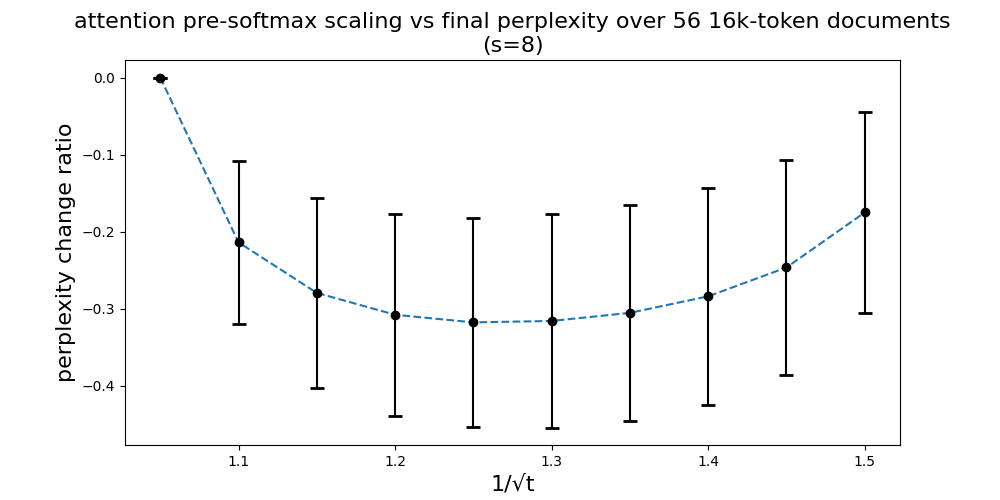 attention pre-softmax scaling vs final perplexity over 56 16k-token documents
(s=8)
perplexity change ratio
0.0
−0.1
−0.2
−0.3
−0.4
1.1
1.2
1.3
1.4
1.5
1/√t